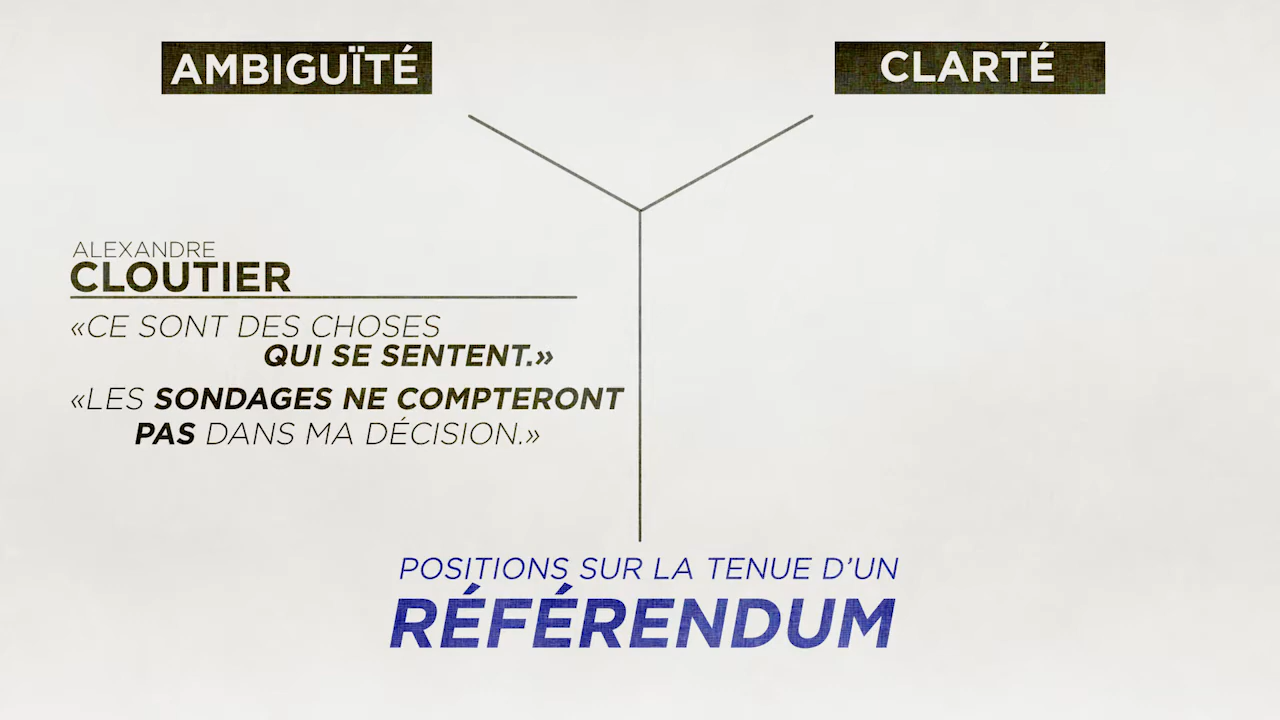 AMBIGUÏTÉ
CLARTÉ
ALEXANDRE
CLOUTIER
«CE SONT DES CHOSES
QUI SE SENTENT.»
«LES SONDAGES NE COMPTERONT
PAS DANS MA DÉCISION.»
POSITIONS SUR LA TENUE D’UN
RÉFÉRENDUM